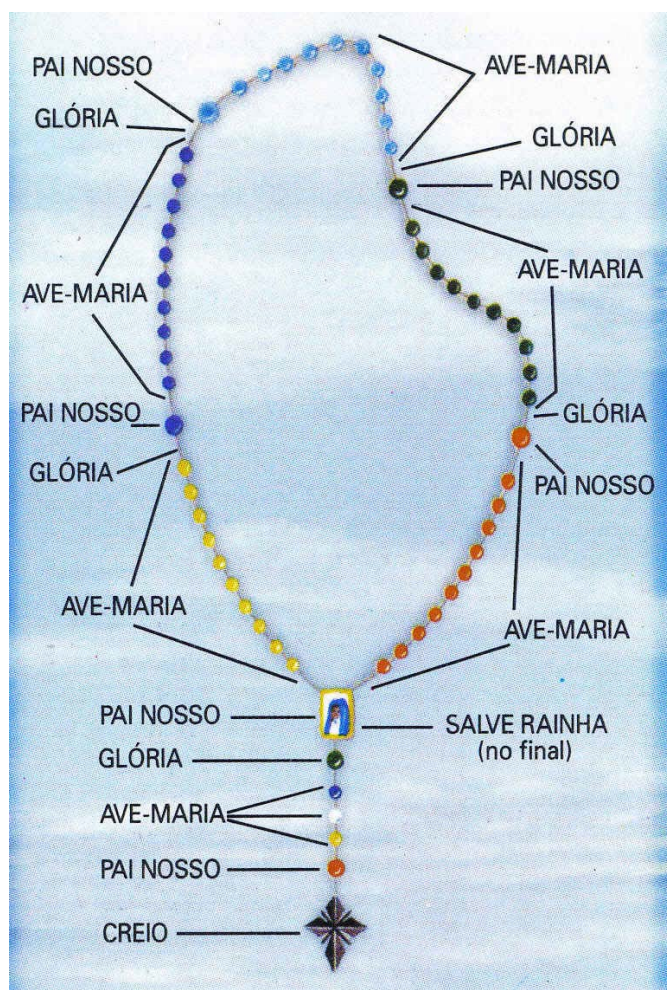 PAI NOSSO
AVE-MARIA
GLÓRIA
GLÓRIA
PAI NOSSO
AVE-MARIA
AVE-MARIA
PAI NOSSO
GLÓRIA
GLÓRIA
PAI NOSSO
AVE-MARIA
AVE-MARIA
PAI NOSSO
SALVE RAINHA
(no final)
GLÓRIA
AVE-MARIA
PAI NOSSO
CREIO